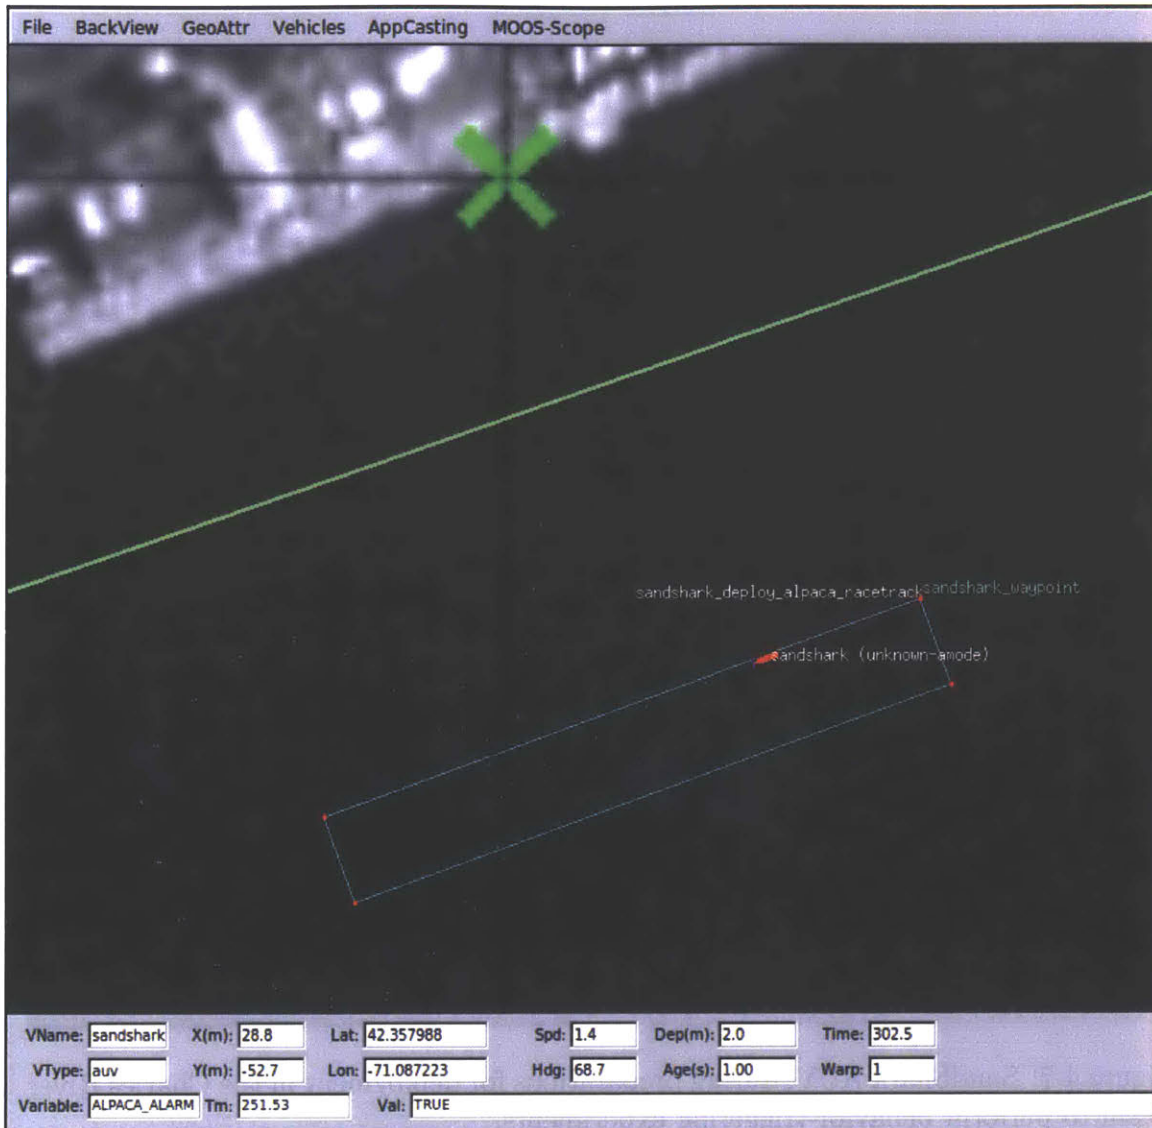 File BackView GeoAttr Vehicles AppCasting MOOS-Scope
sandshark_deploy_alpaca_racetrack sandshark_waypoint
sandshark (unknown-amode)
VName: sandshark X(m): 28.8 Lat: 42.357988 Spd: 1.4 Dep(m): 2.0 Time: 302.5
VType: auv Y(m): -52.7 Lon: -71.087223 Hdg: 68.7 Age(s): 1.00 Warp: 1
Variable: ALPACA_ALARM Tm: 251.53 Val: TRUE